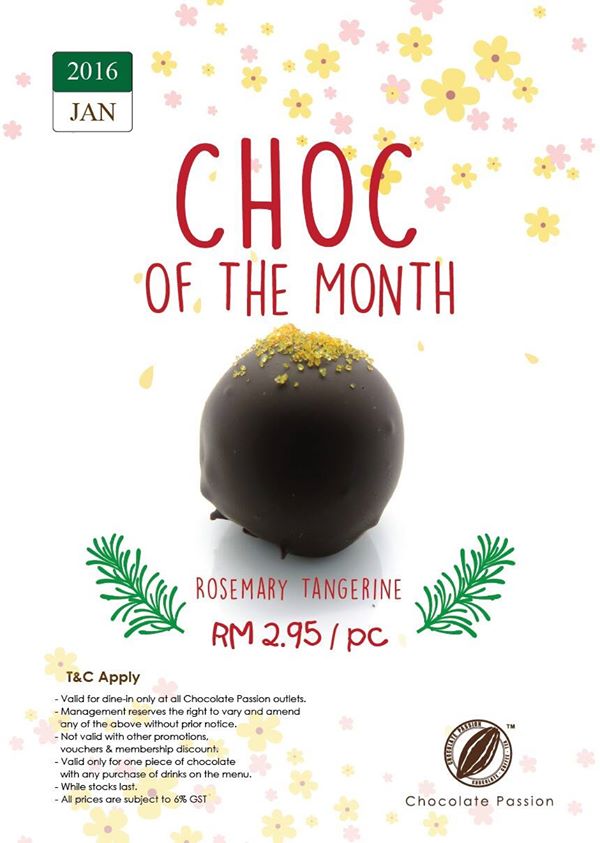 2016
JAN
CHOC
OF THE MONTH
ROSEMARY TANGERINE
RM 2.95 / pc
T&C Apply
- Valid for dine-in only at all Chocolate Passion outlets.
- Management reserves the right to vary and amend
any of the above without prior notice.
- Not valid with other promotions,
vouchers & membership discount.
- Valid only for one piece of chocolate
with any purchase of drinks on the menu.
- While stocks last.
- All prices are subject to 6% GST
CHOCOLATE PASSION
TM
Chocolate Passion